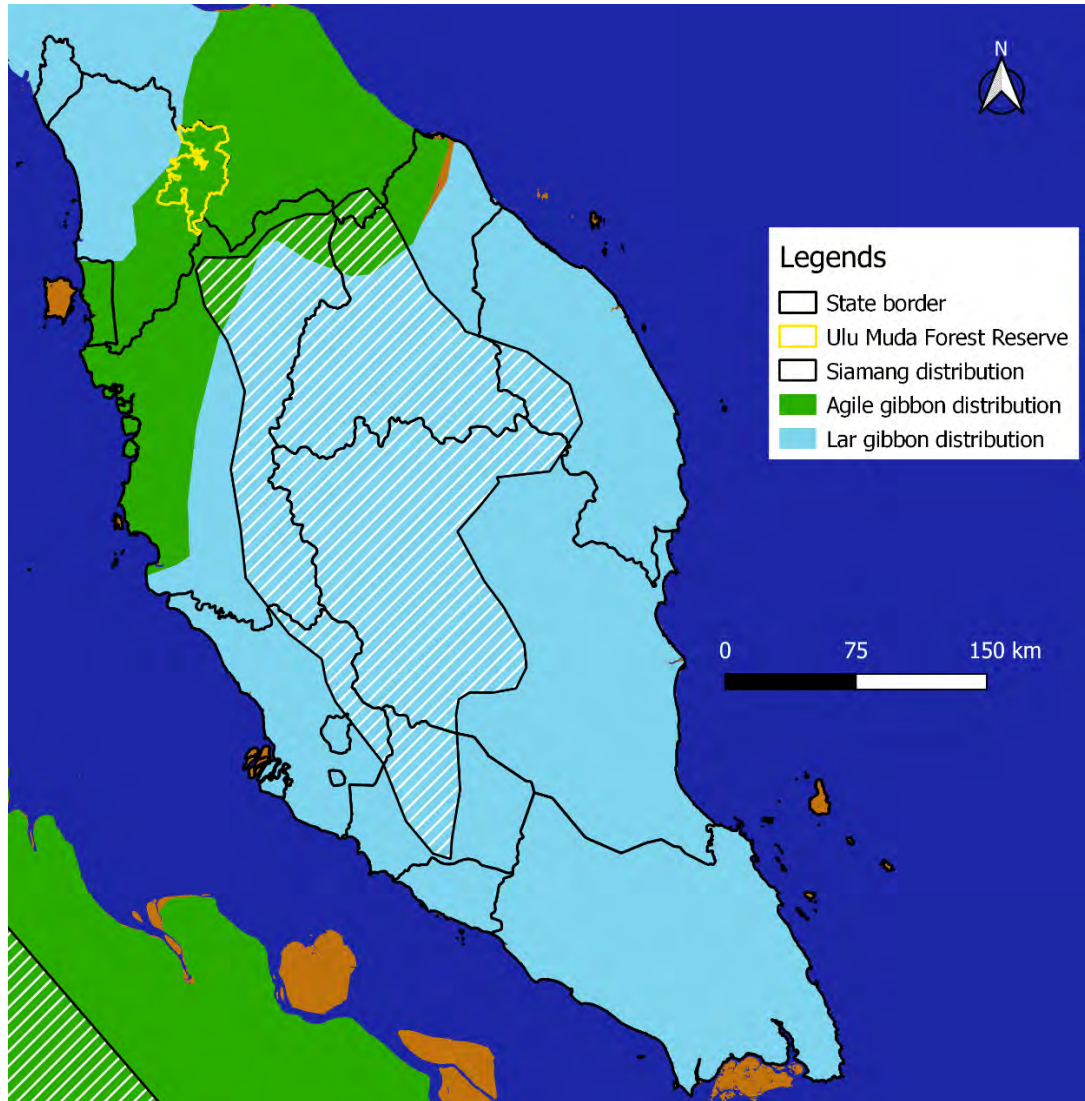 N
Legends
State border
Ulu Muda Forest Reserve
Siamang distribution
Agile gibbon distribution
Lar gibbon distribution
0 75 150 km